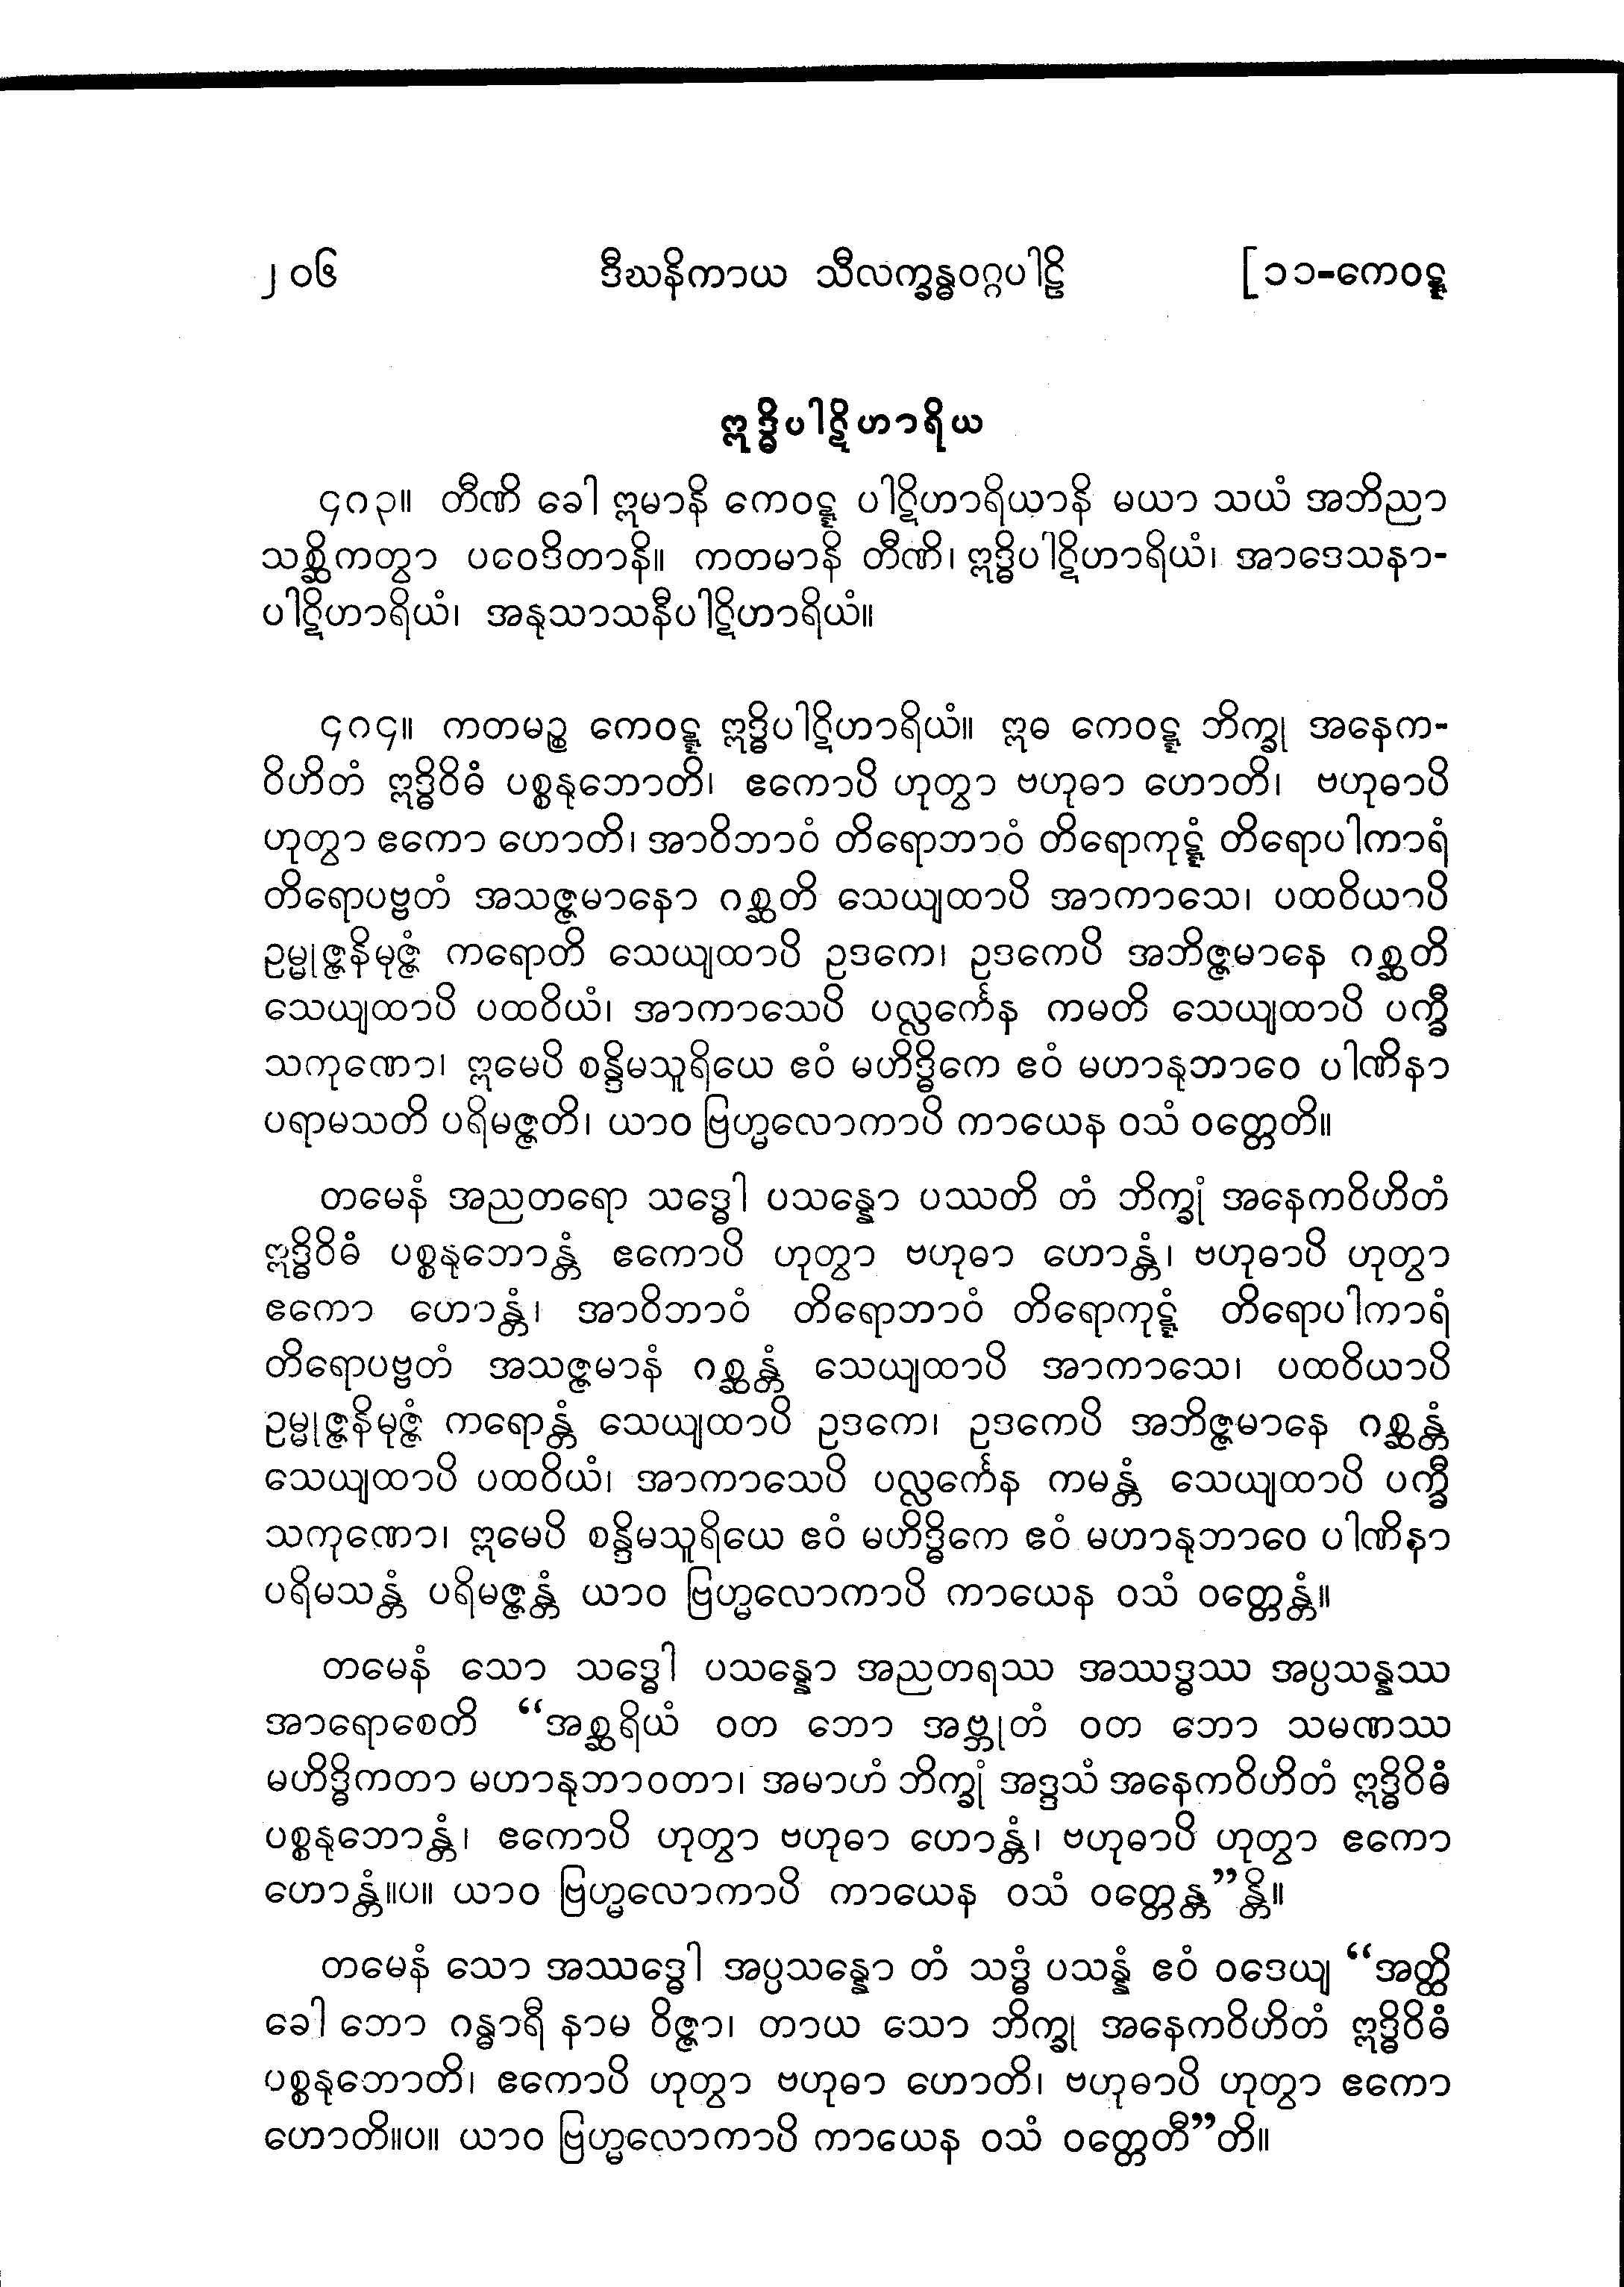 ၂၀၆ ဒီဃနိကာယ သီလက္ခန္ဓဝဂ္ဂပါဠိ [၁၁-ကေဝဋ္ဋ
ဣဒ္ဓိပါဋိဟာရိယ
၄၈၃။ တီဏိ ခေါ ဣမာနိ ကေဝဋ္ဋ ပါဋိဟာရိယာနိ မယာ သယံ အဘိညာ
သစ္ဆိကတွာ ပဝေဒိတာနိ။ ကတမာနိ တီဏိ၊ ဣဒ္ဓိပါဋိဟာရိယံ၊ အာဒေသနာ-
ပါဋိဟာရိယံ၊ အနုသာသနီပါဋိဟာရိယံ။
၄၈၄။ ကတမဉ္စ ကေဝဋ္ဋ ဣဒ္ဓိပါဋိဟာရိယံ။ ဣဓ ကေဝဋ္ဋ ဘိက္ခု အနေက-
ဝိဟိတံ ဣဒ္ဓိဝိဓံ ပစ္စနုဘောတိ၊ ဧကောပိ ဟုတွာ ဗဟုဓာ ဟောတိ၊ ဗဟုဓာပိ
ဟုတွာ ဧကော ဟောတိ၊ အာဝိဘာဝံ တိရောဘာဝံ တိရောကုဋ္ဋံ တိရောပါကာရံ
တိရောပဗ္ဗတံ အသဇ္ဇမာနော ဂစ္ဆတိ သေယျထာပိ အာကာသေ၊ ပထဝိယာပိ
ဥမ္မုဇ္ဇနိမုဇ္ဇံ ကရောတိ သေယျထာပိ ဥဒကေ၊ ဥဒကေပိ အဘိဇ္ဇမာနေ ဂစ္ဆတိ
သေယျထာပိ ပထဝိယံ၊ အာကာသေပိ ပလ္လင်္ကေန ကမတိ သေယျထာပိ ပက္ခီ
သကုဏော၊ ဣမေပိ စန္ဒိမသူရိယေ ဧဝံ မဟိဒ္ဓိကေ ဧဝံ မဟာနုဘာဝေ ပါဏိနာ
ပရာမသတိ ပရိမဇ္ဇတိ၊ ယာဝ ဗြဟ္မလောကာပိ ကာယေန ဝသံ ဝတ္တေတိ။
တမေနံ အညတရော သဒ္ဓေါ ပသန္နော ပဿတိ တံ ဘိက္ခုံ အနေကဝိဟိတံ
ဣဒ္ဓိဝိဓံ ပစ္စနုဘောန္တံ ဧကောပိ ဟုတွာ ဗဟုဓာ ဟောန္တံ၊ ဗဟုဓာပိ ဟုတွာ
ဧကော ဟောန္တံ၊ အာဝိဘာဝံ တိရောဘာဝံ တိရောကုဋ္ဋံ တိရောပါကာရံ
တိရောပဗ္ဗတံ အသဇ္ဇမာနံ ဂစ္ဆန္တံ သေယျထာပိ အာကာသေ၊ ပထဝိယာပိ
ဥမ္မုဇ္ဇနိမုဇ္ဇံ ကရောန္တံ သေယျထာပိ ဥဒကေ၊ ဥဒကေပိ အဘိဇ္ဇမာနေ ဂစ္ဆန္တံ
သေယျထာပိ ပထဝိယံ၊ အာကာသေပိ ပလ္လင်္ကေန ကမန္တံ သေယျထာပိ ပက္ခီ
သကုဏော၊ ဣမေပိ စန္ဒိမသူရိယေ ဧဝံ မဟိဒ္ဓိကေ ဧဝံ မဟာနုဘာဝေ ပါဏိနာ
ပရိမသန္တံ ပရိမဇ္ဇန္တံ ယာဝ ဗြဟ္မလောကာပိ ကာယေန ဝသံ ဝတ္တေန္တံ။
တမေနံ သော သဒ္ဓေါ ပသန္နော အညတရဿ အဿဒ္ဓဿ အပ္ပသန္နဿ
အာရောစေတိ “အစ္ဆရိယံ ဝတ ဘော အဗ္ဘုတံ ဝတ ဘော သမဏဿ
မဟိဒ္ဓိကတာ မဟာနုဘာဝတာ၊ အမာဟံ ဘိက္ခုံ အဒ္ဒသံ အနေကဝိဟိတံ ဣဒ္ဓိဝိဓံ
ပစ္စနုဘောန္တံ၊ ဧကောပိ ဟုတွာ ဗဟုဓာ ဟောန္တံ၊ ဗဟုဓာပိ ဟုတွာ ဧကော
ဟောန္တံ။ပ။ ယာဝ ဗြဟ္မလောကာပိ ကာယေန ဝသံ ဝတ္တေန္တ”န္တိ။
တမေနံ သော အဿဒ္ဓေါ အပ္ပသန္နော တံ သဒ္ဓံ ပသန္နံ ဧဝံ ဝဒေယျ “အတ္ထိ
ခေါ ဘော ဂန္ဓာရီ နာမ ဝိဇ္ဇာ၊ တာယ သော ဘိက္ခု အနေကဝိဟိတံ ဣဒ္ဓိဝိဓံ
ပစ္စနုဘောတိ၊ ဧကောပိ ဟုတွာ ဗဟုဓာ ဟောတိ၊ ဗဟုဓာပိ ဟုတွာ ဧကော
ဟောတိ။ပ။ ယာဝ ဗြဟ္မလောကာပိ ကာယေန ဝသံ ဝတ္တေတီ”တိ။